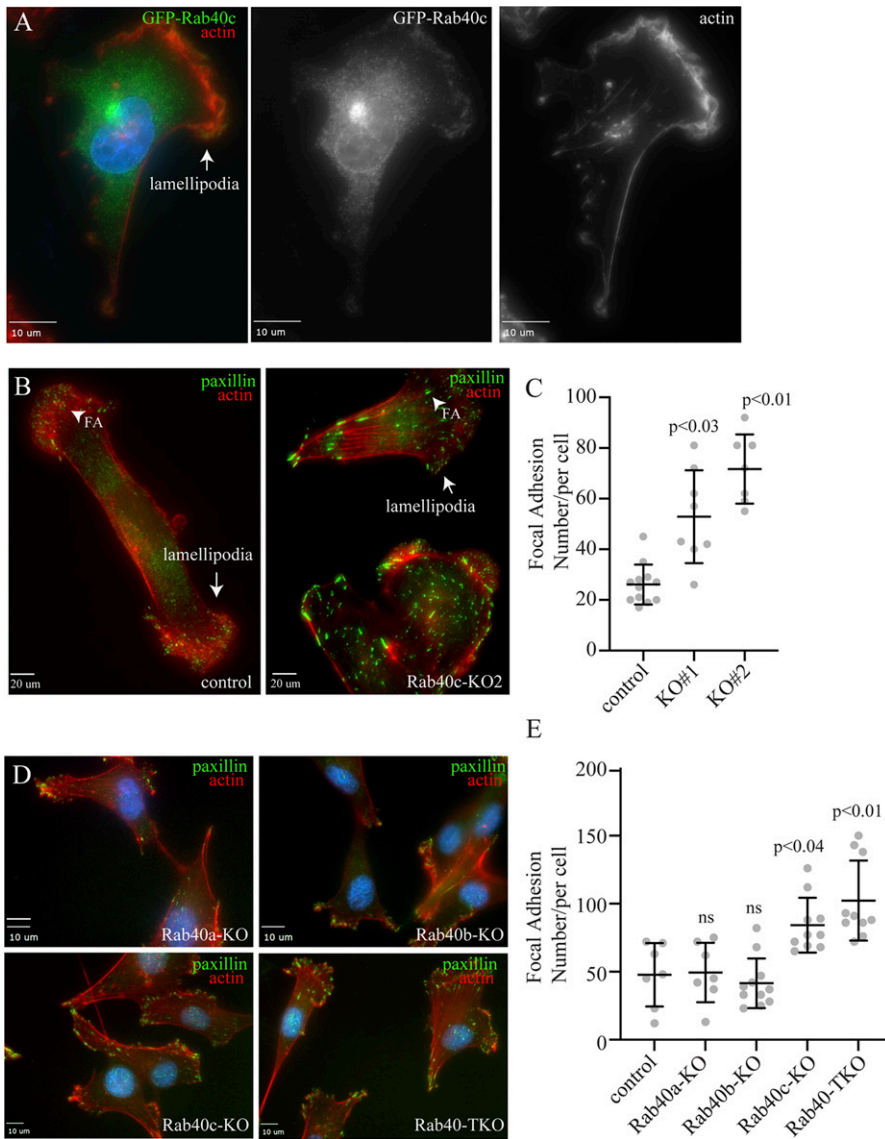 A
GFP-Rab40c
actin
lamellipodia
10 um
GFP-Rab40c
10 um
actin
10 um
B
paxillin
actin
FA
lamellipodia
20 um
control
paxillin
actin
FA
lamellipodia
20 um
Rab40c-KO2
C
Focal Adhesion
Number/per cell
100
80
60
40
20
0
p<0.03
p<0.01
control
KO#1
KO#2
D
paxillin
actin
10 um
Rab40a-KO
paxillin
actin
10 um
Rab40b-KO
paxillin
actin
10 um
Rab40c-KO
paxillin
actin
10 um
Rab40-TKO
E
Focal Adhesion
Number/per cell
200
150
100
50
0
ns
ns
p<0.04
p<0.01
control
Rab40a-KO
Rab40b-KO
Rab40c-KO
Rab40-TKO